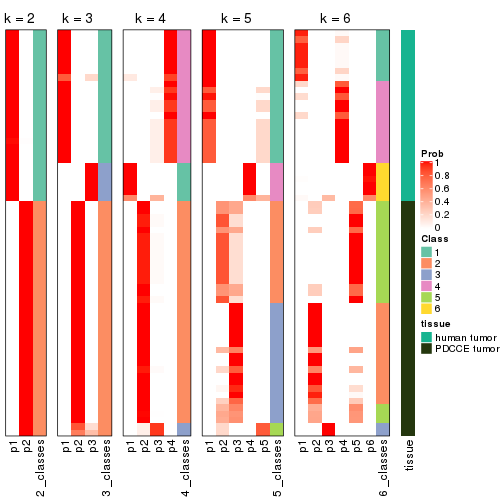 k = 2 k = 3 k = 4 k = 5 k = 6
Prob
1
0.8
0.6
0.4
0.2
0
Class
1
2
3
4
5
6
tissue
human tumor
PDCCE tumor
p1 p2 2_classes p1 p2 p3 3_classes p1 p2 p3 p4 4_classes p1 p2 p3 p4 p5 5_classes p1 p2 p3 p4 p5 p6 6_classes tissue